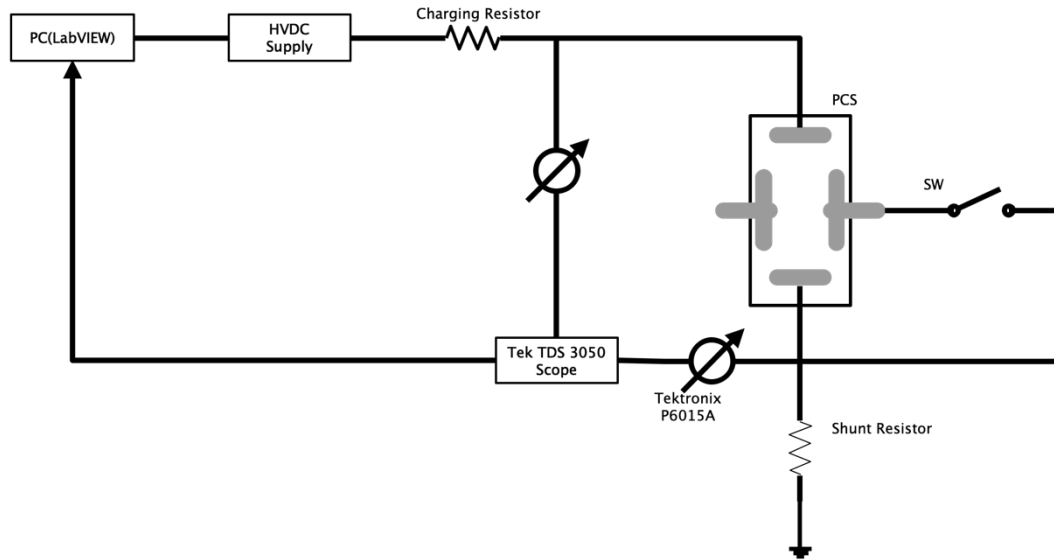 Charging Resistor
PC(LabVIEW)
HVDC
Supply
PCS
SW
Tek TDS 3050
Scope
Tektronix
P6015A
Shunt Resistor